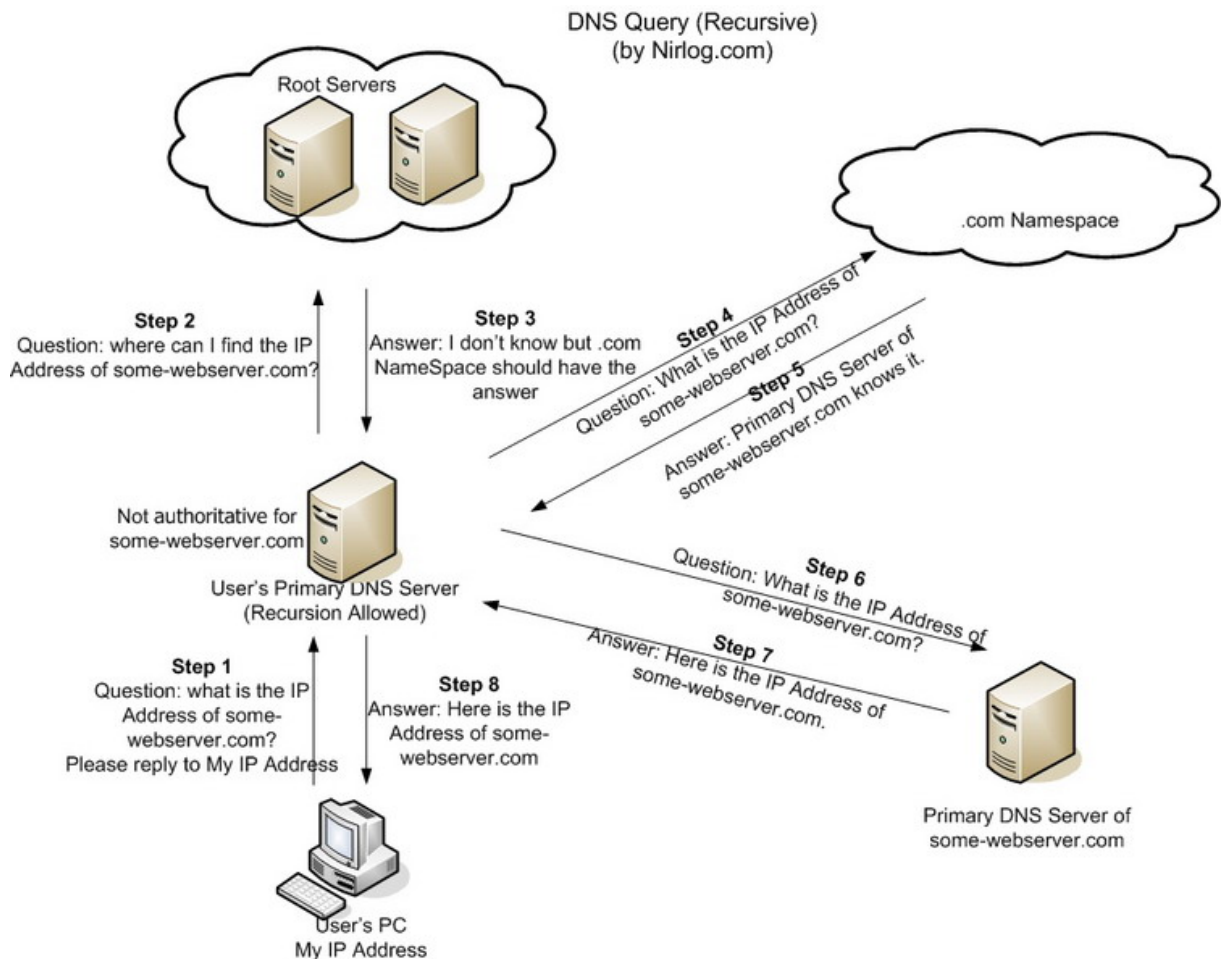 DNS Query (Recursive)
(by Nirlog.com)
Root Servers
.com Namespace
Step 2
Question: where can I find the IP
Address of some-webserver.com?
Step 3
Answer: I don't know but .com
NameSpace should have the
answer
Step 4
Question: What is the IP Address of
some-webserver.com?
Step 5
Answer: Primary DNS Server of
some-webserver.com knows it.
Not authoritative for
some-webserver.com
User's Primary DNS Server
(Recursion Allowed)
Step 6
Question: What is the IP Address of
some-webserver.com?
Step 7
Answer: Here is the IP Address of
some-webserver.com.
Step 1
Question: what is the IP
Address of some-
webserver.com?
Please reply to My IP Address
Step 8
Answer: Here is the IP
Address of some-
webserver.com
Primary DNS Server of
some-webserver.com
User's PC
My IP Address